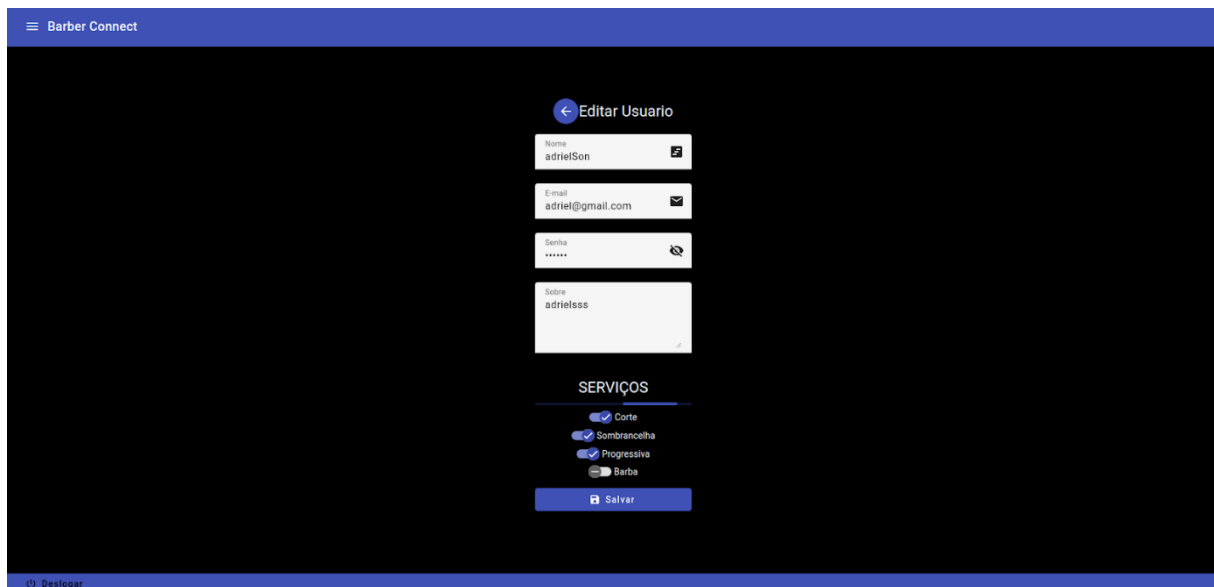 Barber Connect
Editar Usuario
Nome
adrielSon
E-mail
adriel@gmail.com
Senha
••••••
Sobre
adrielsss
SERVIÇOS
Corte
Sombrancelha
Progressiva
Barba
Salvar
Deslogar